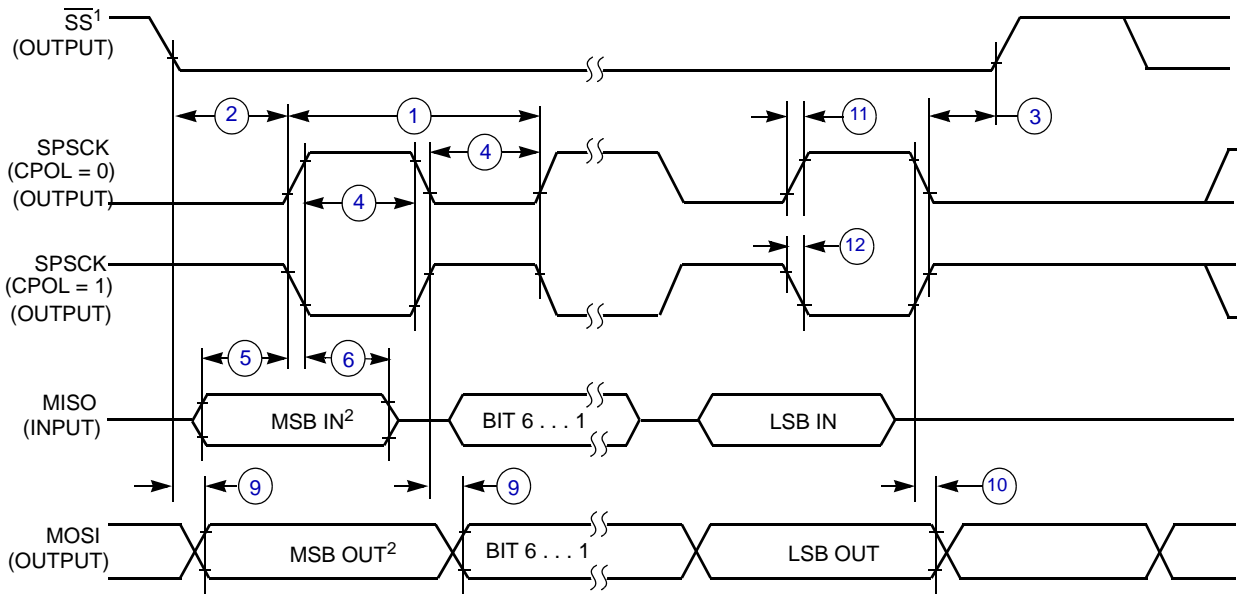 SS¹
(OUTPUT)
2
1
11
3
SPSCK
(CPOL = 0)
(OUTPUT)
4
4
SPSCK
(CPOL = 1)
(OUTPUT)
12
5
6
MISO
(INPUT)
MSB IN²
BIT 6 . . . 1
LSB IN
9
9
10
MOSI
(OUTPUT)
MSB OUT²
BIT 6 . . . 1
LSB OUT